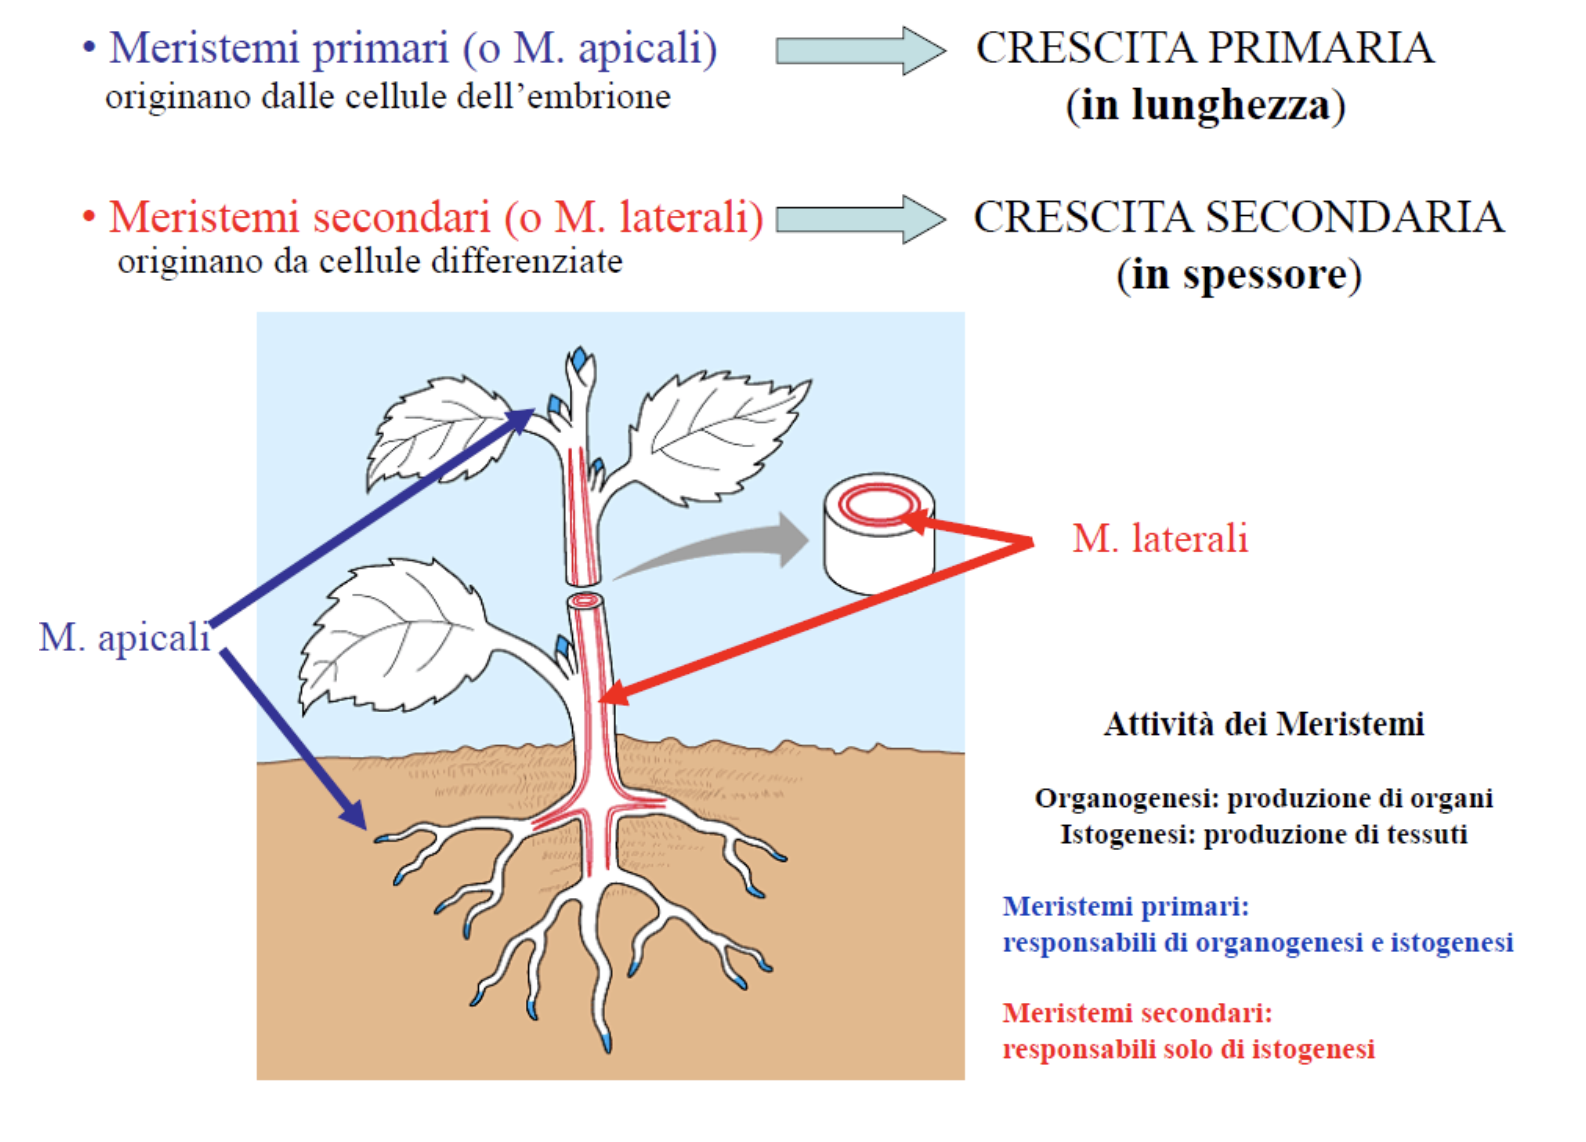 • Meristemi primari (o M. apicali)
originano dalle cellule dell’embrione
CRESCITA PRIMARIA
(in lunghezza)
• Meristemi secondari (o M. laterali)
originano da cellule differenziate
CRESCITA SECONDARIA
(in spessore)
M. laterali
M. apicali
Attività dei Meristemi
Organogenesi: produzione di organi
Istogenesi: produzione di tessuti
Meristemi primari:
responsabili di organogenesi e istogenesi
Meristemi secondari:
responsabili solo di istogenesi